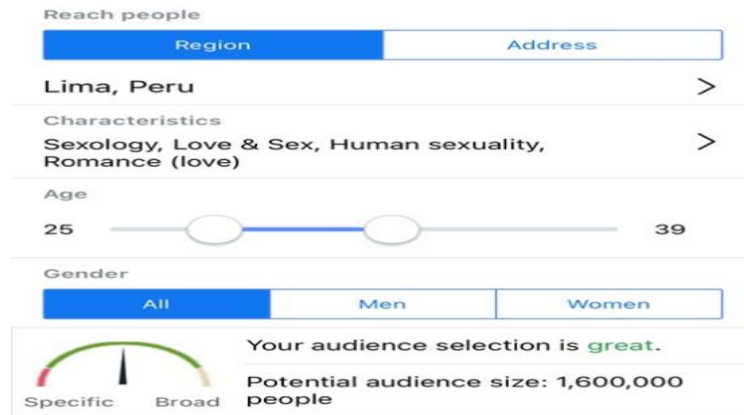 Reach people
Region Address
Lima, Peru >
Characteristics
Sexology, Love & Sex, Human sexuality, >
Romance (love)
Age
25 39
Gender
All Men Women
Your audience selection is great.
Potential audience size: 1,600,000
people
Specific Broad